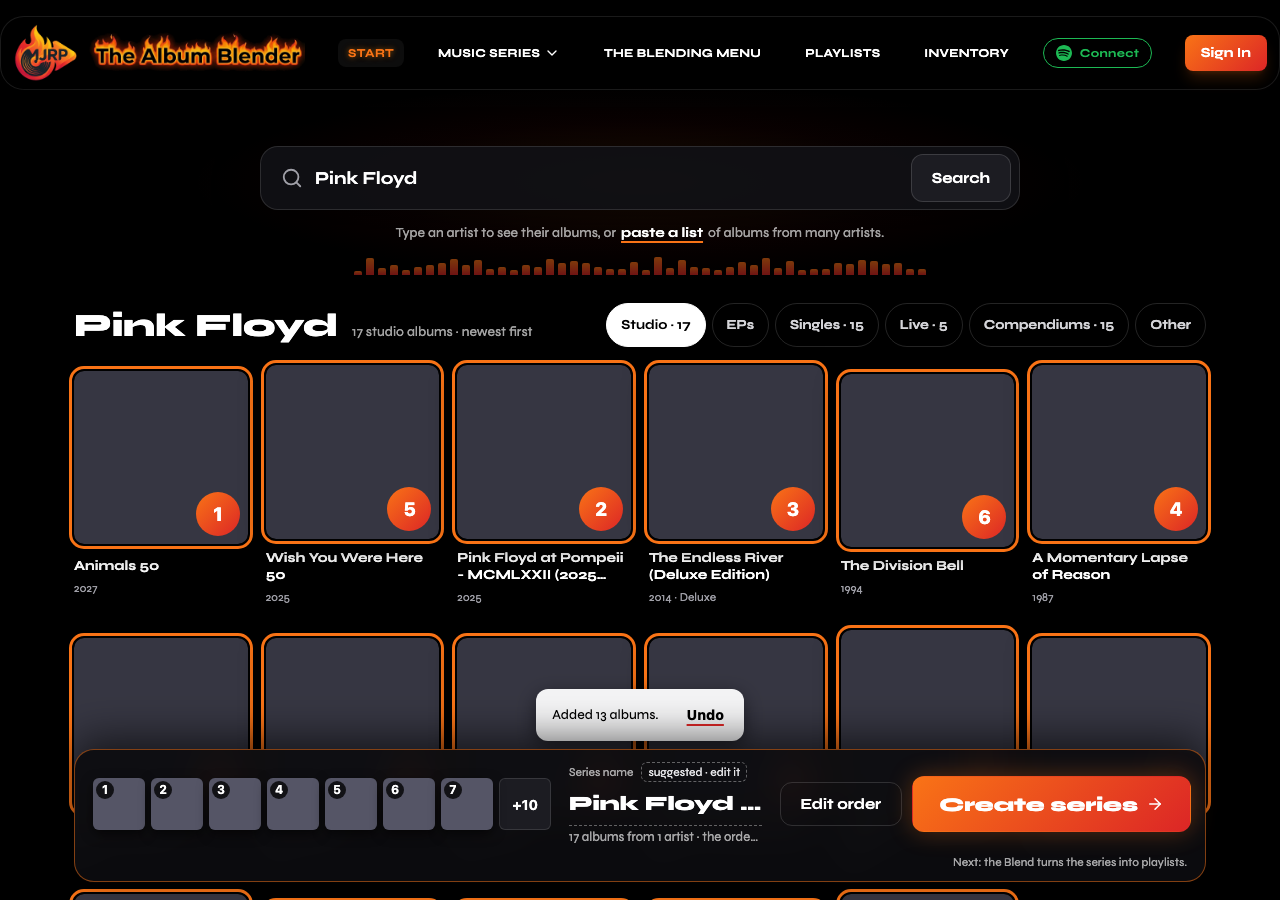 JRP The Album Blender START MUSIC SERIES THE BLENDING MENU PLAYLISTS INVENTORY Connect Sign In
Pink Floyd Search
Type an artist to see their albums, or paste a list of albums from many artists.
Pink Floyd 17 studio albums · newest first Studio · 17 EPs Singles · 15 Live · 5 Compendiums · 15 Other
1 5 2 3 6 4
Animals 50
2027
Wish You Were Here
50
2025
Pink Floyd at Pompeii
- MCMLXXII (2025...
2025
The Endless River
(Deluxe Edition)
2014 · Deluxe
The Division Bell
1994
A Momentary Lapse
of Reason
1987
Added 13 albums. Undo
1 2 3 4 5 6 7 +10
Series name suggested · edit it
Pink Floyd ...
17 albums from 1 artist · the orde...
Edit order
Create series →
Next: the Blend turns the series into playlists.